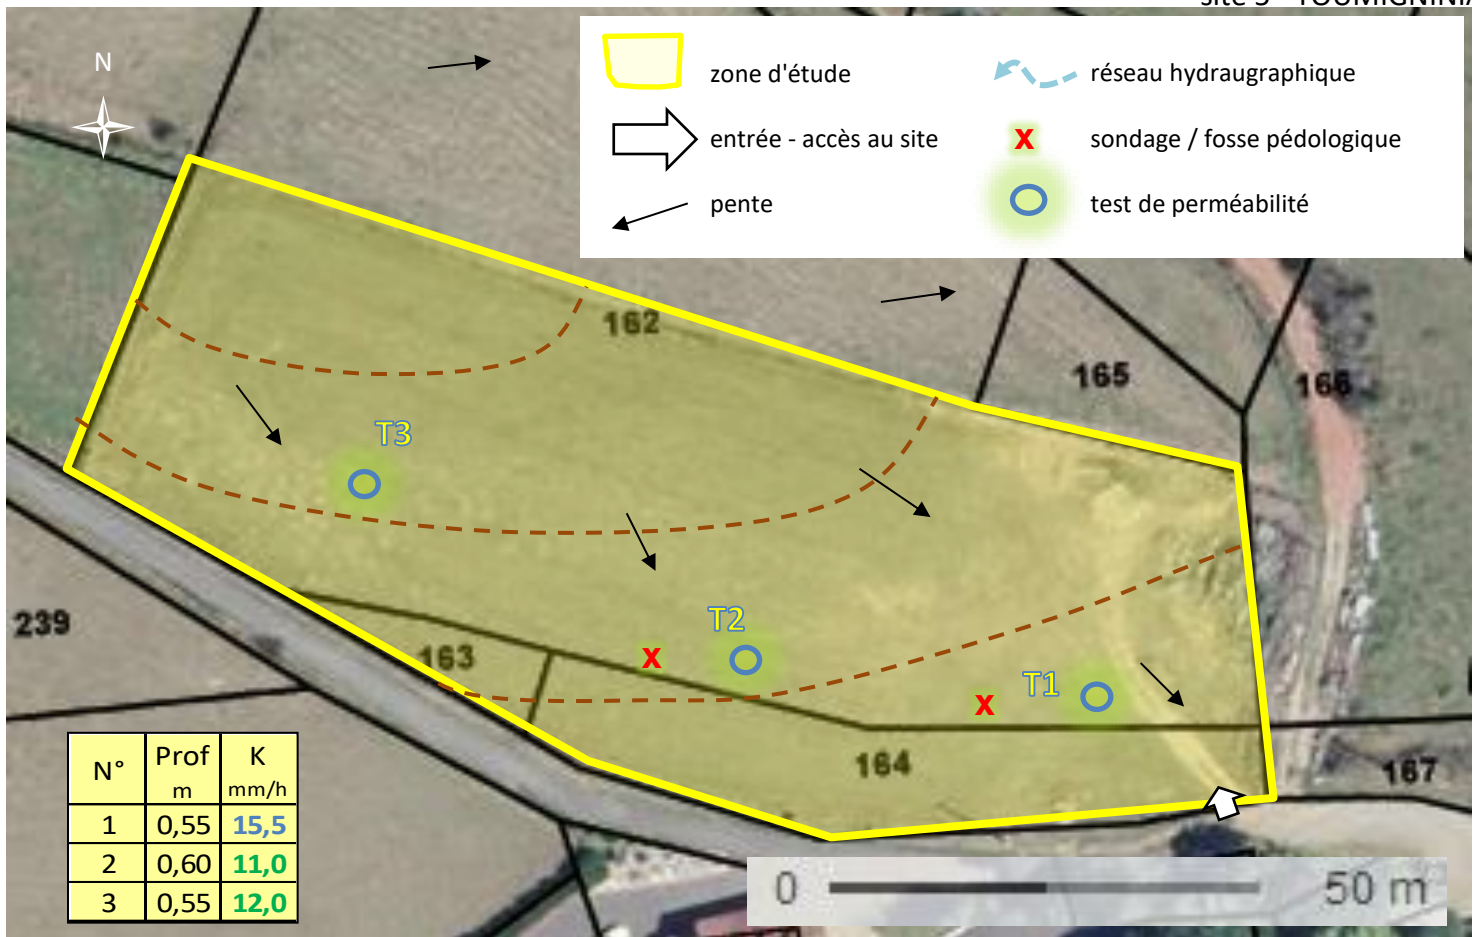 N
zone d'étude
réseau hydraugraphique
entrée - accès au site
x
sondage / fosse pédologique
pente
test de perméabilité
162
165
166
T3
239
163
x
T2
x
T1
164
167
N° Prof m K mm/h
1 0,55 15,5
2 0,60 11,0
3 0,55 12,0
0 50 m